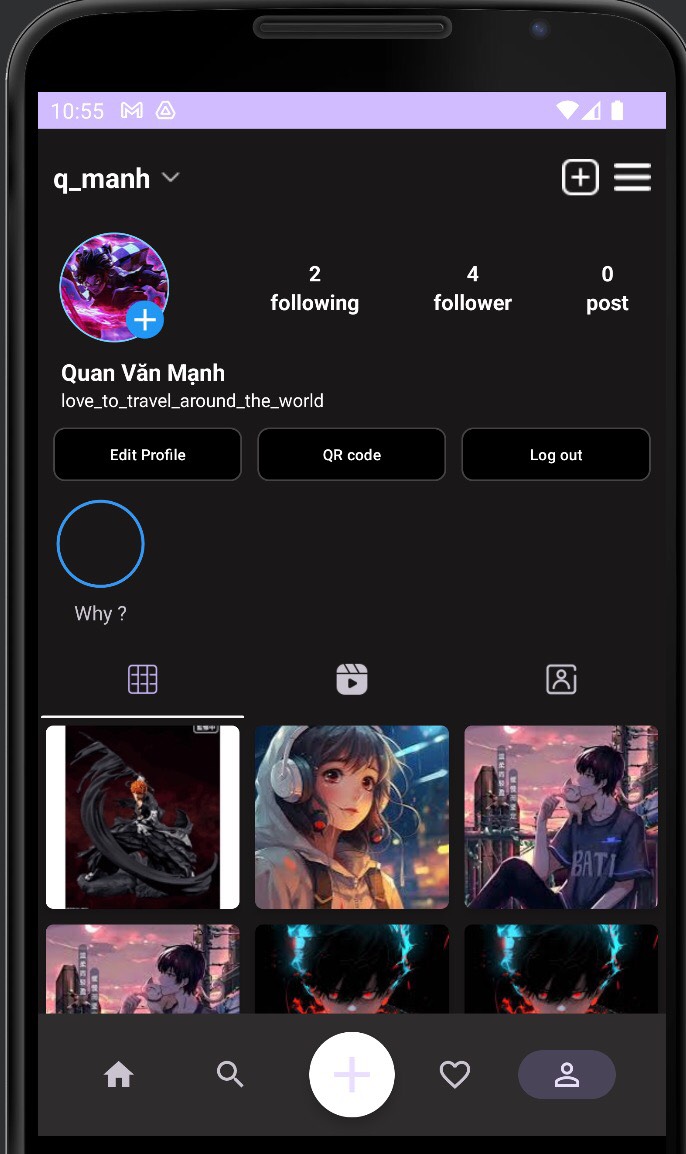 10:55
q_manh
2 4 0
following follower post
Quan Văn Mạnh
love_to_travel_around_the_world
Edit Profile QR code Log out
Why ?
BATI